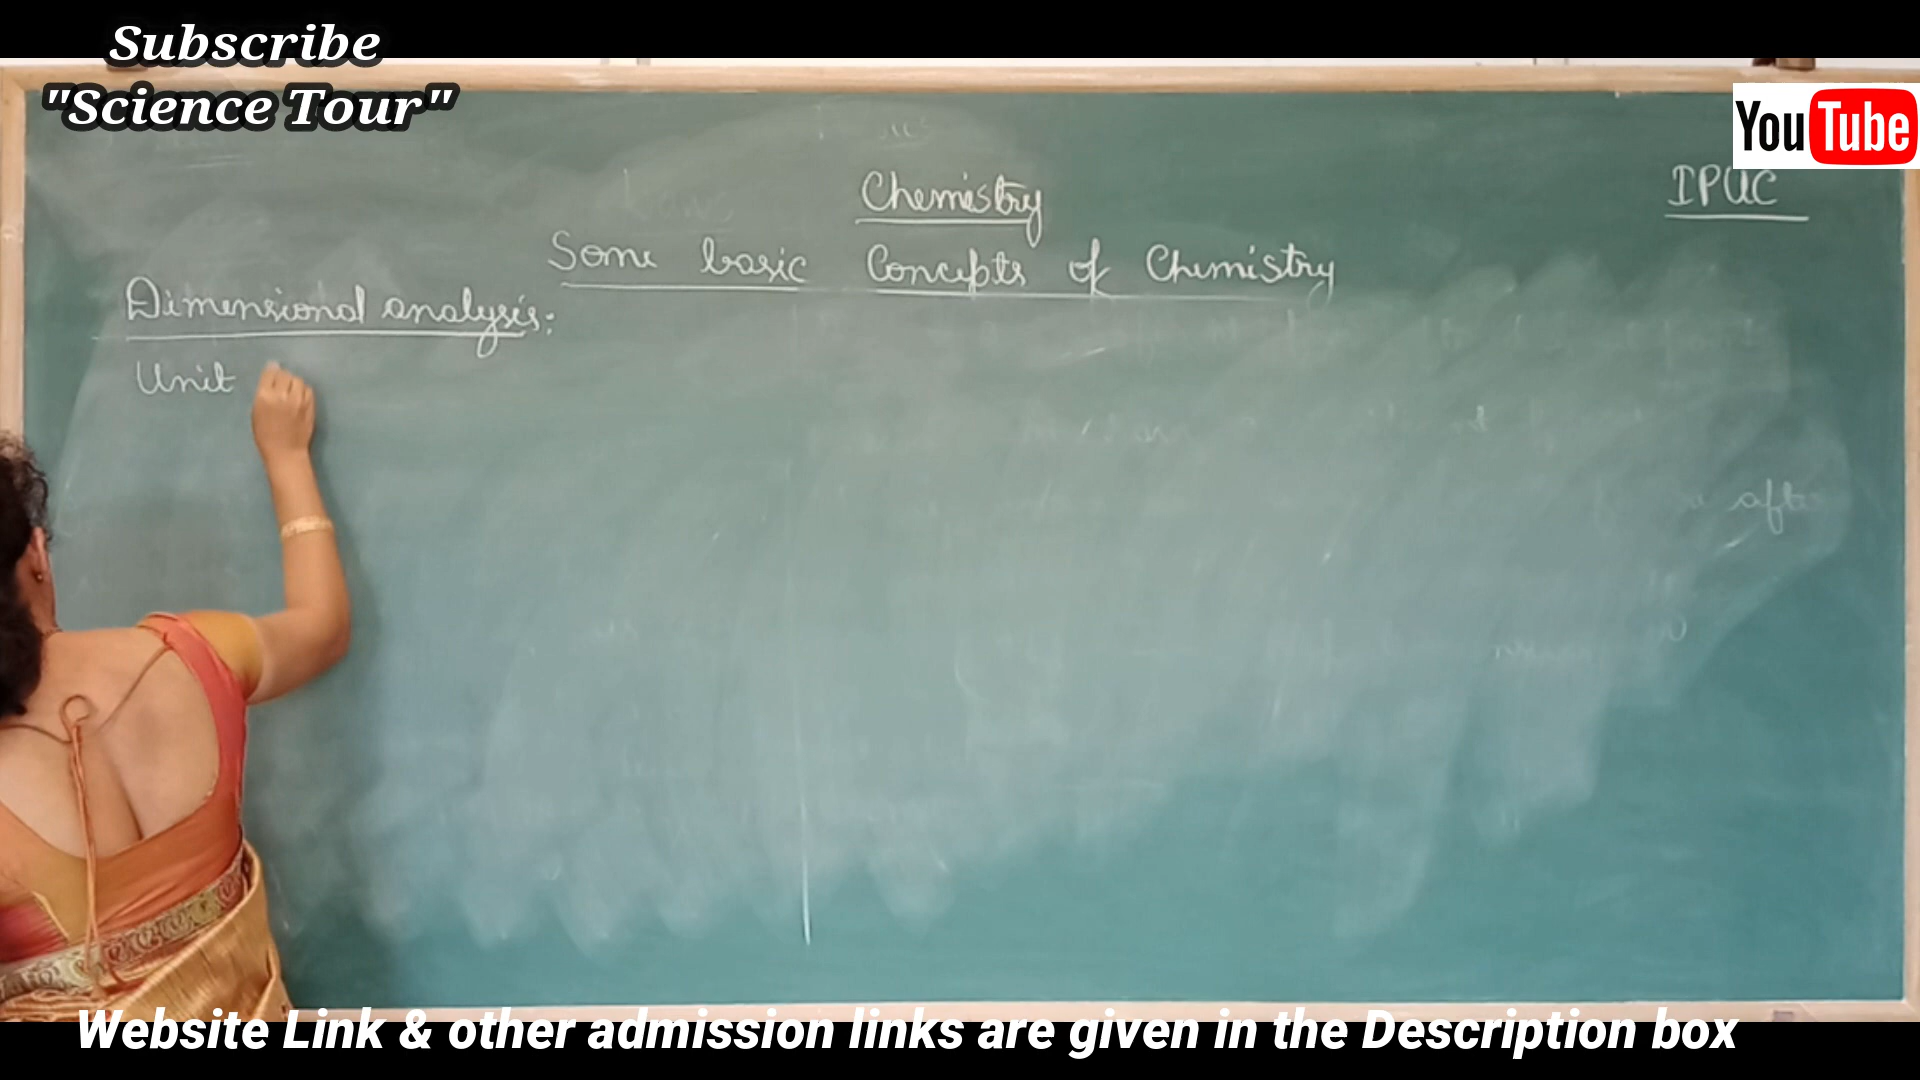 Subscribe
"Science Tour"
YouTube
IPUC
Chemistry
Some basic Concepts of Chemistry
Dimensional analysis:
Unit
after
Website Link & other admission links are given in the Description box